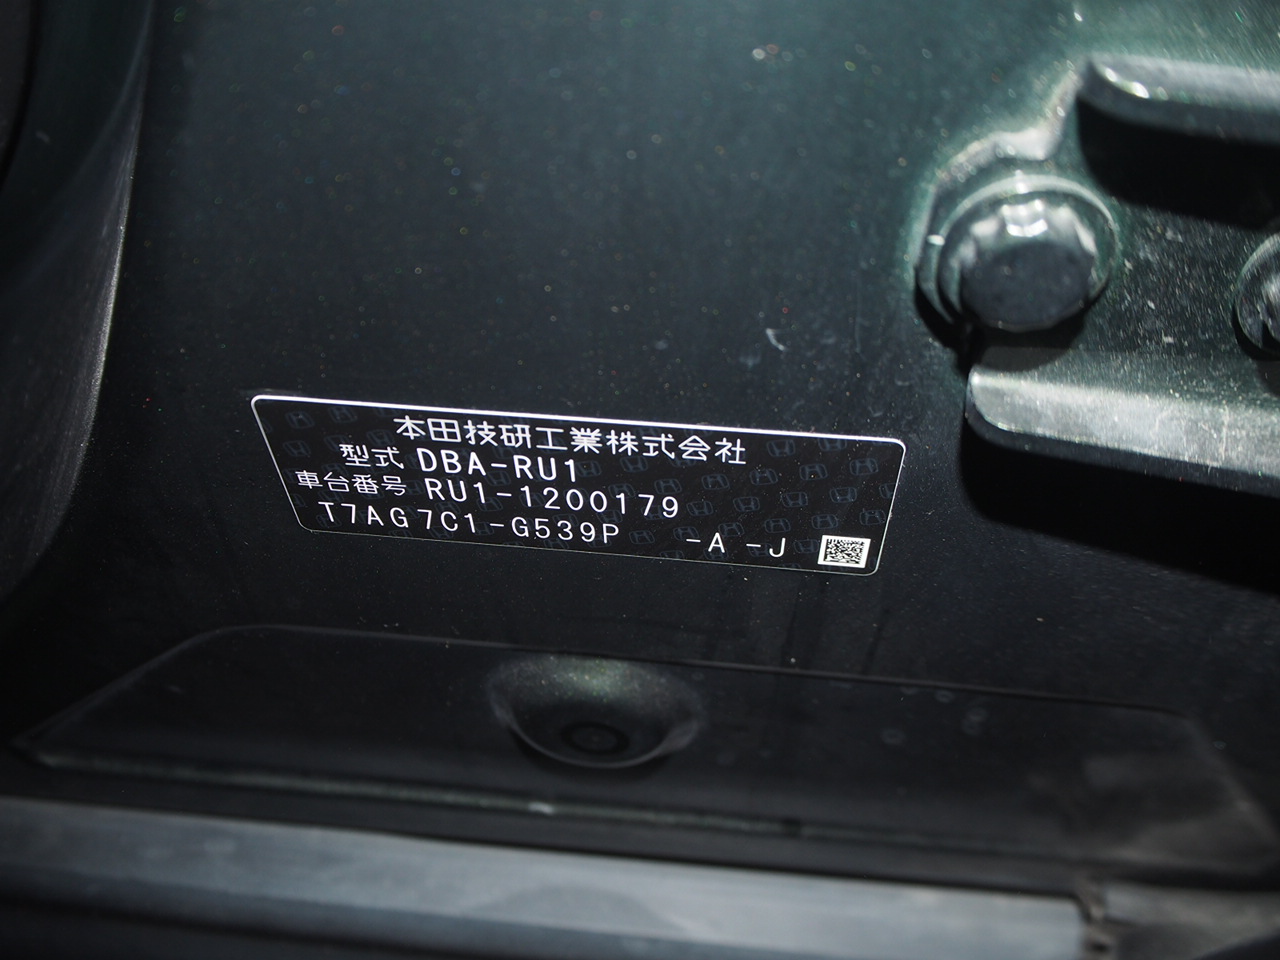 本田技研工業株式会社
型式 DBA-RU1
車台番号 RU1-1200179
T7AG7C1-G539P -A -J